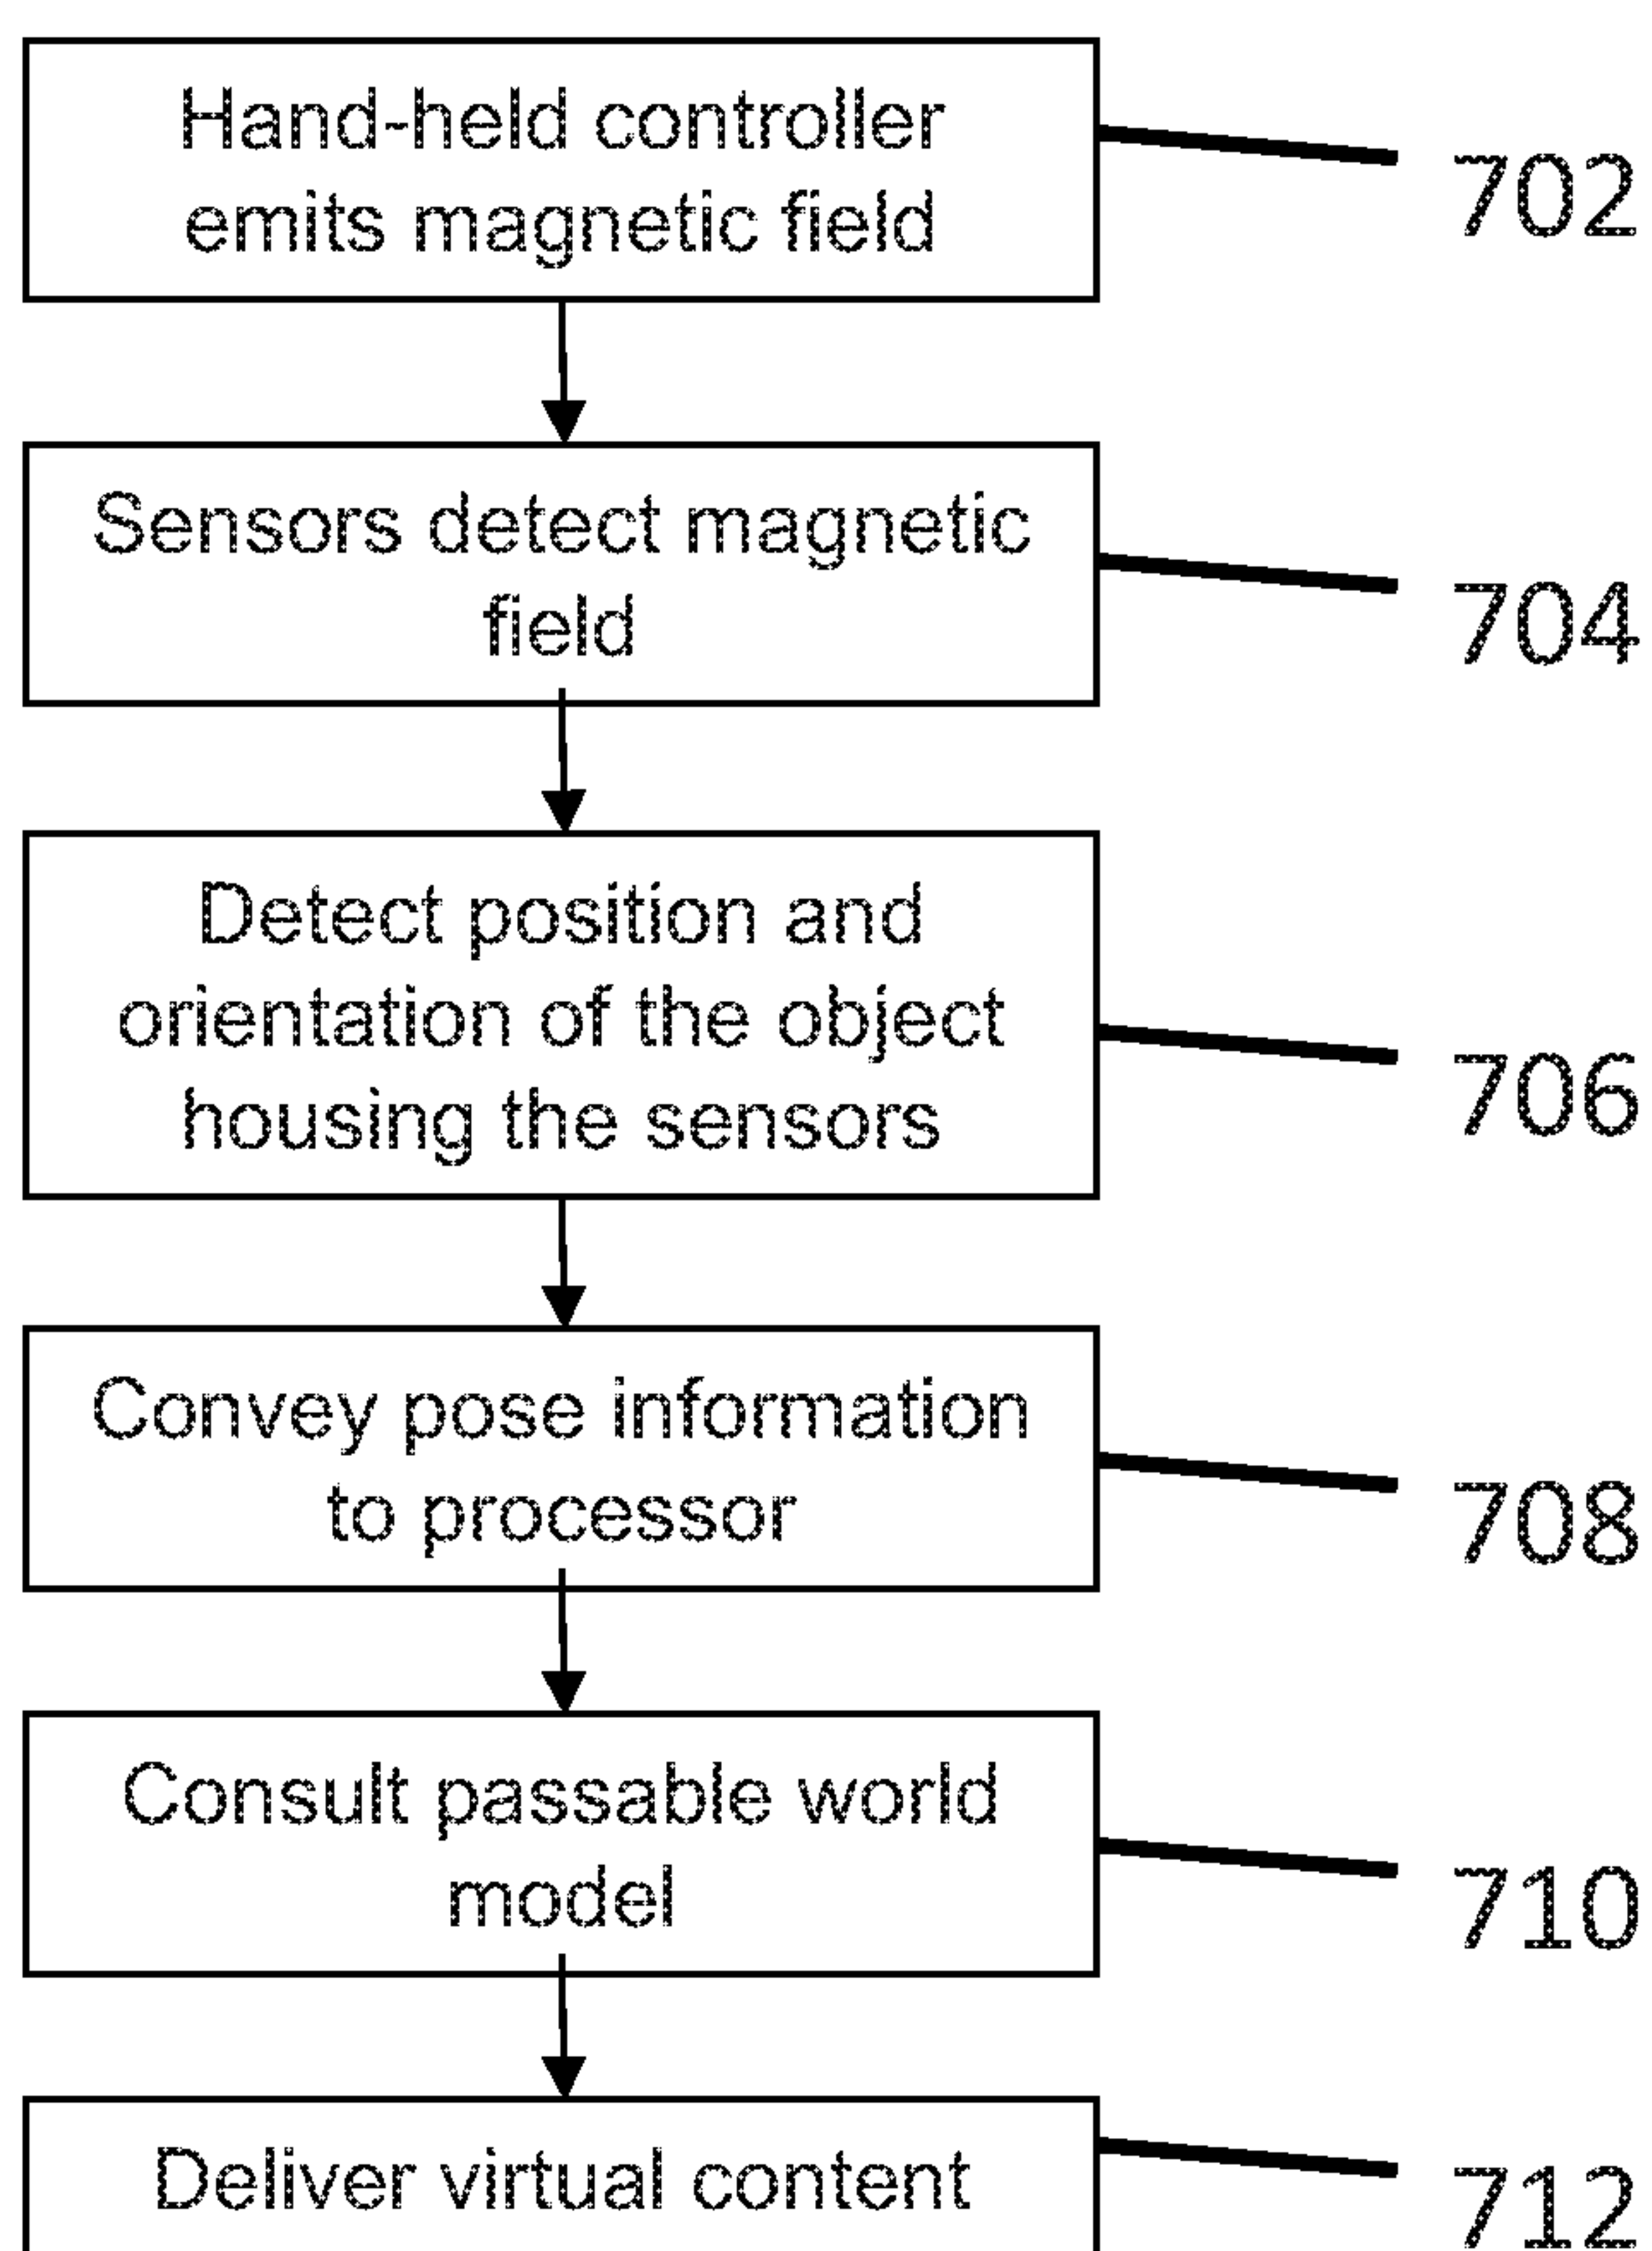 Hand-held controller
emits magnetic field
702
Sensors detect magnetic
field
704
Detect position and
orientation of the object
housing the sensors
706
Convey pose information
to processor
708
Consult passable world
model
710
Deliver virtual content
712